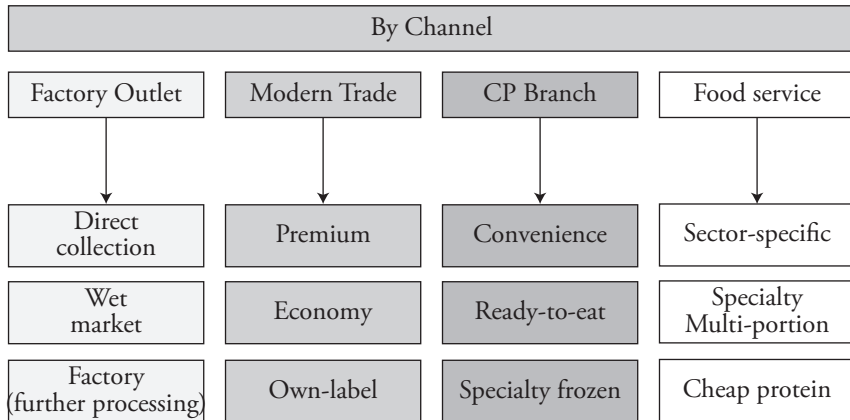 By Channel
Factory Outlet
Modern Trade
CP Branch
Food service
Direct
collection
Premium
Convenience
Sector-specific
Wet
market
Economy
Ready-to-eat
Specialty
Multi-portion
Factory
(further processing)
Own-label
Specialty frozen
Cheap protein